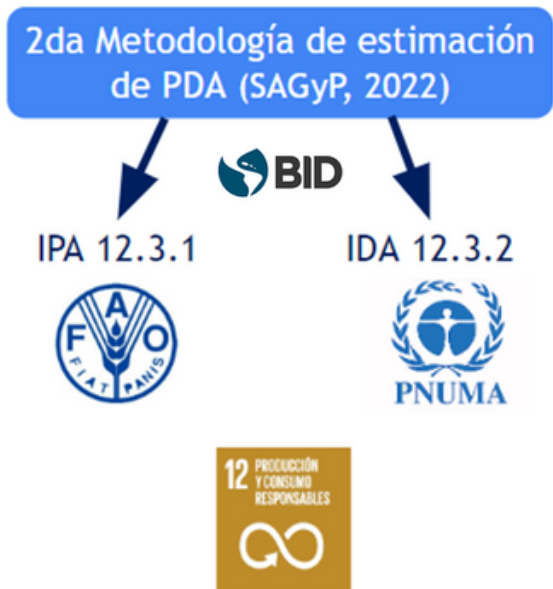 2da Metodología de estimación
de PDA (SAGyP, 2022)
BID
IPA 12.3.1
IDA 12.3.2
FAO
FIAT PANIS
PNUMA
12 PRODUCCIÓN
Y CONSUMO
RESPONSABLES